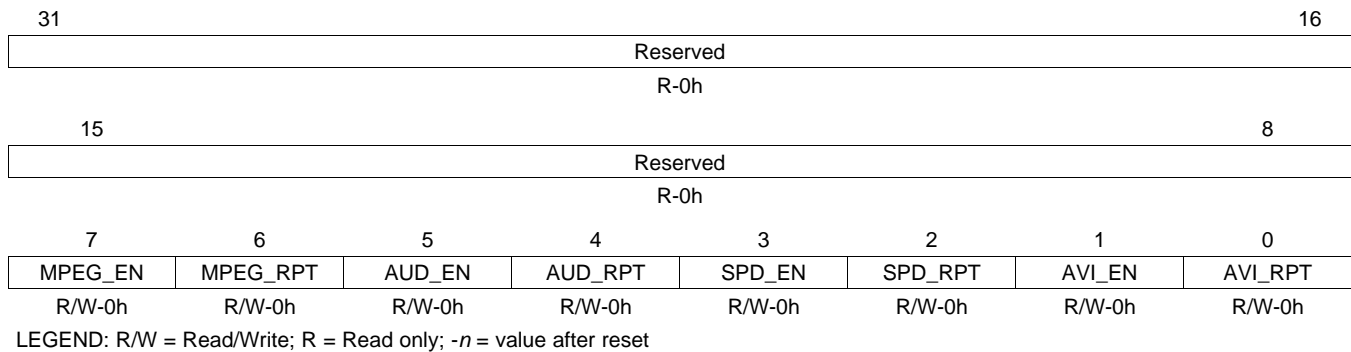 31 16
Reserved
R-0h
15 8
Reserved
R-0h
7 6 5 4 3 2 1 0
MPEG_EN MPEG_RPT AUD_EN AUD_RPT SPD_EN SPD_RPT AVI_EN AVI_RPT
R/W-0h R/W-0h R/W-0h R/W-0h R/W-0h R/W-0h R/W-0h R/W-0h
LEGEND: R/W = Read/Write; R = Read only; -n = value after reset